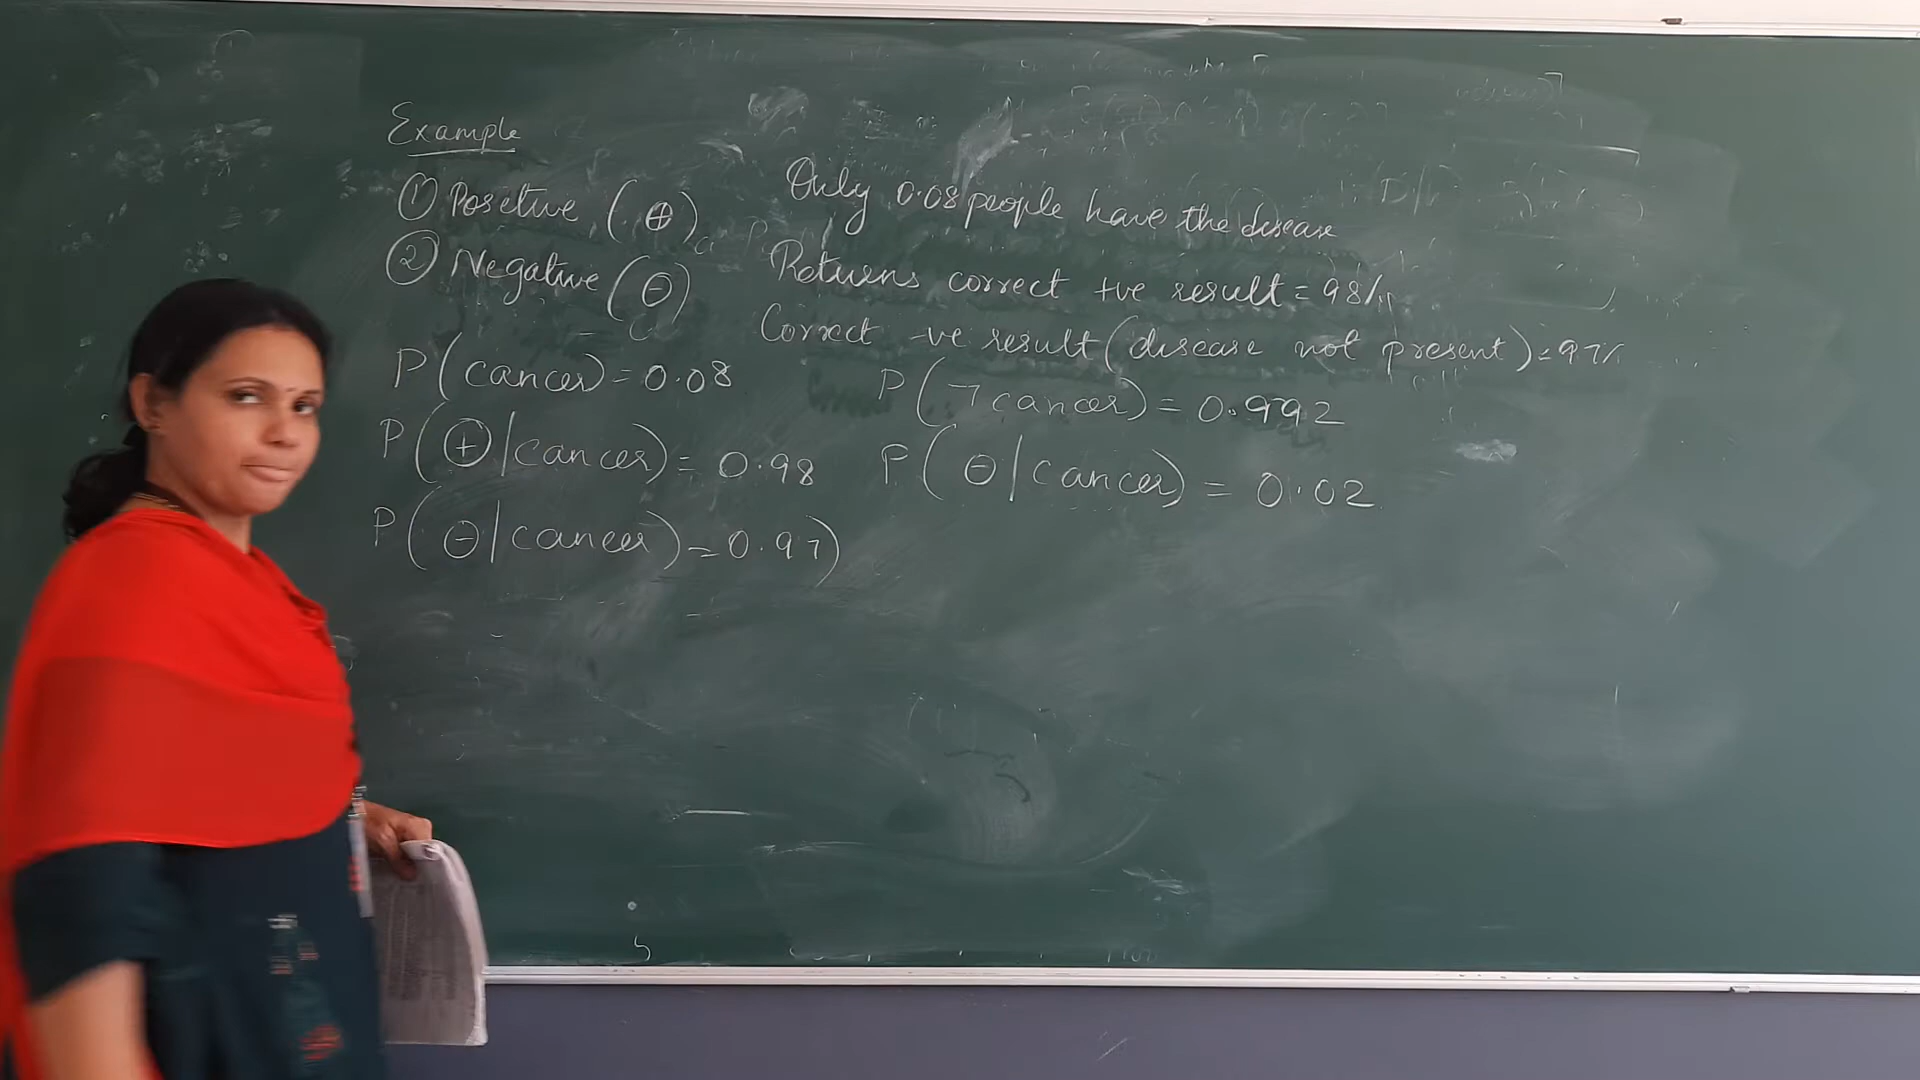 Example
① Posetive (⊕)
② Negative (⊖)
Only 0.08 people have the disease
Returns correct +ve result = 98%
Correct -ve result (disease not present) = 97%
P(cancer) = 0.08 P(¬cancer) = 0.992
P(⊕|cancer) = 0.98 P(⊖|cancer) = 0.02
P(⊖|cancer) = 0.97)